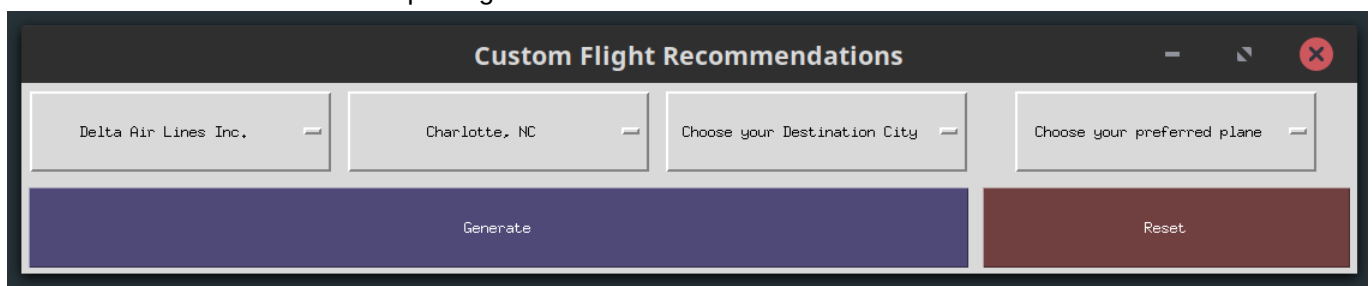 Custom Flight Recommendations
Delta Air Lines Inc. Charlotte, NC Choose your Destination City Choose your preferred plane
Generate Reset